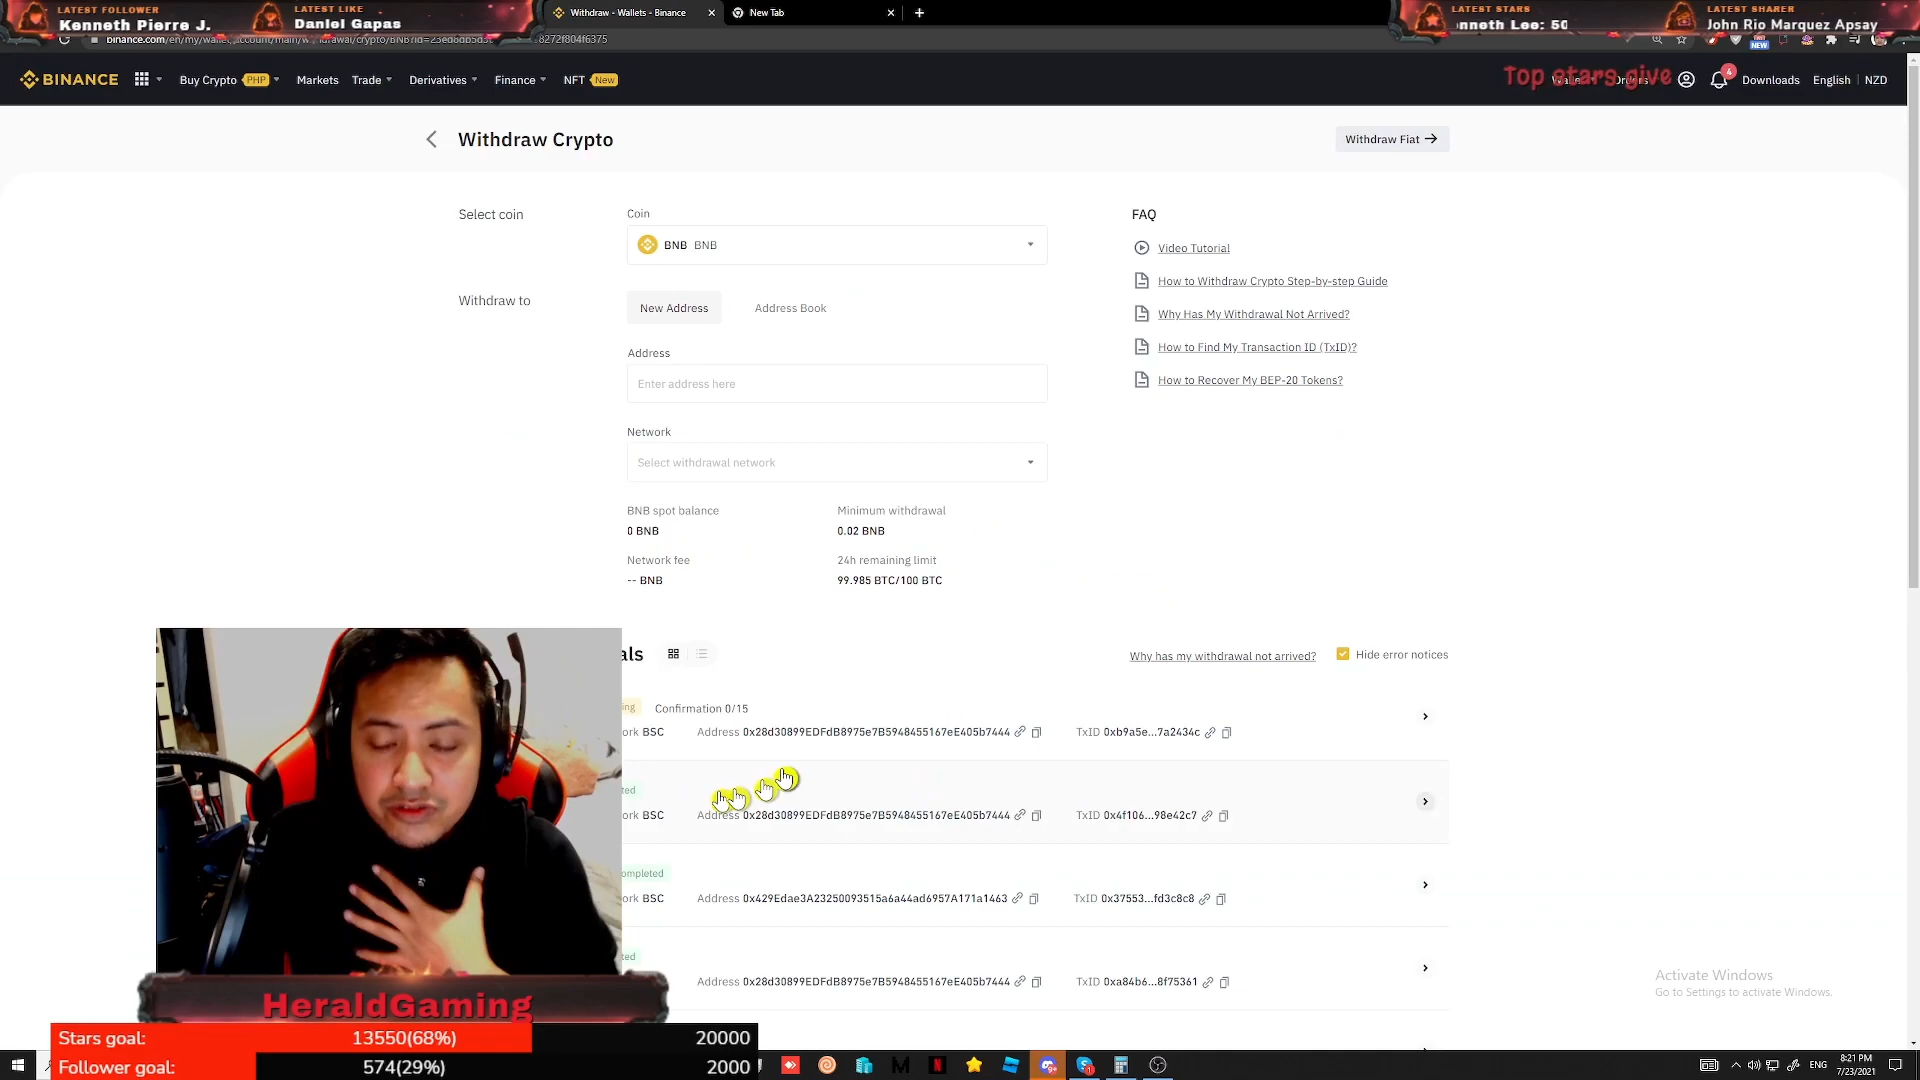 LATEST FOLLOWER
Kenneth Pierre J.
LATEST LIKE
Daniel Gapas
Withdraw - Wallets - Binance
New Tab
LATEST STARS
nneth Lee: 50
LATEST SHARER
John Rio Marquez Apsay
NEW
BINANCE
Buy Crypto PHP
Markets
Trade
Derivatives
Finance
NFT New
Top stars give
4
Downloads
English
NZD
Withdraw Crypto
Withdraw Fiat
Select coin
Coin
BNB BNB
Withdraw to
New Address
Address Book
Address
Enter address here
Network
Select withdrawal network
BNB spot balance
0 BNB
Minimum withdrawal
0.02 BNB
Network fee
-- BNB
24h remaining limit
99.985 BTC/100 BTC
FAQ
Video Tutorial
How to Withdraw Crypto Step-by-step Guide
Why Has My Withdrawal Not Arrived?
How to Find My Transaction ID (TxID)?
How to Recover My BEP-20 Tokens?
als
Why has my withdrawal not arrived?
Hide error notices
ing Confirmation 0/15
ork BSC Address 0x28d30899EDFdB8975e7B5948455167eE405b7444 TxID 0xb9a5e...7a2434c
ted
ork BSC Address 0x28d30899EDFdB8975e7B5948455167eE405b7444 TxID 0x4f106...98e42c7
ompleted
ork BSC Address 0x429Edae3A23250093515a6a44ad6957A171a1463 TxID 0x37553...fd3c8c8
ted
Address 0x28d30899EDFdB8975e7B5948455167eE405b7444 TxID 0xa84b6...8f75361
Activate Windows
Go to Settings to activate Windows.
HeraldGaming
Stars goal: 13550(68%) 20000
Follower goal: 574(29%) 2000
ENG
8:21 PM
7/23/2021